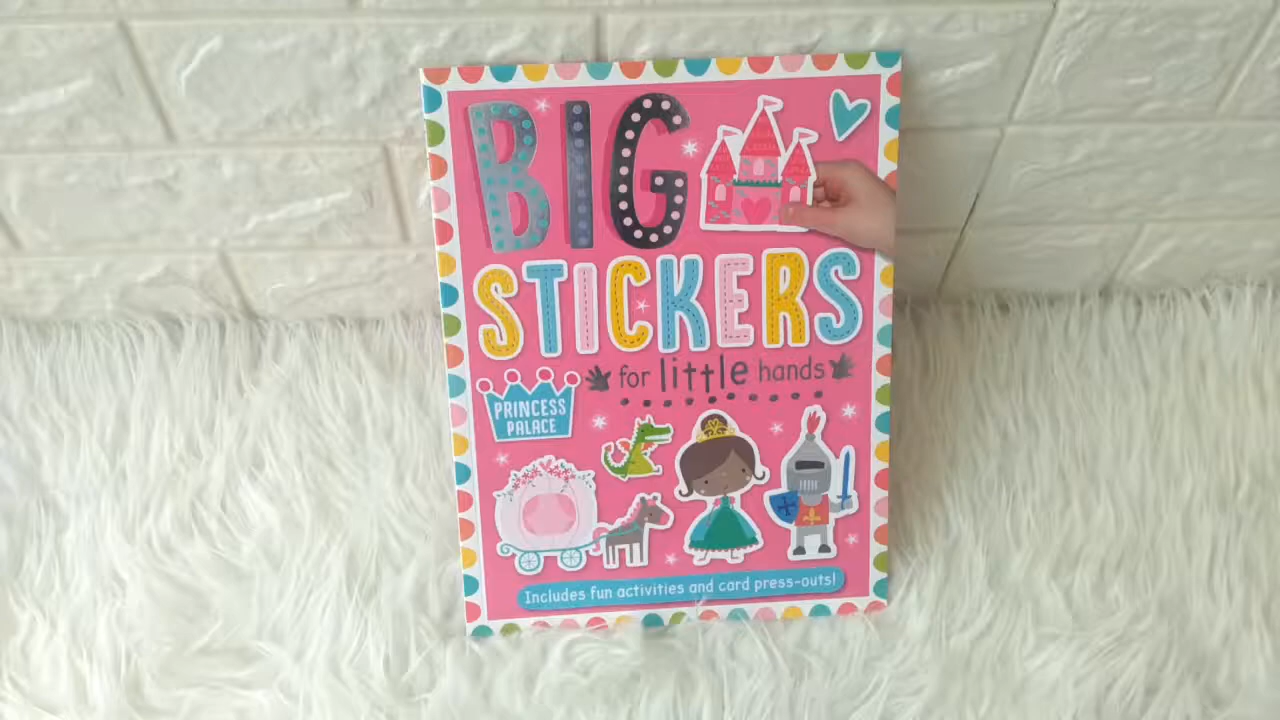 BIG
STICKERS
for little hands
PRINCESS
PALACE
Includes fun activities and card press-outs!